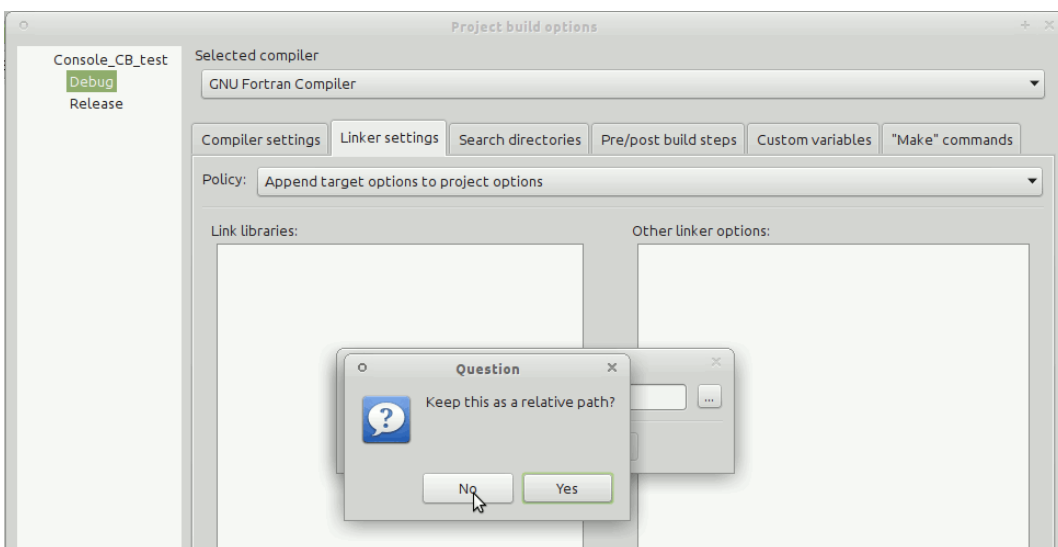 Project build options
Console_CB_test
Debug
Release
Selected compiler
GNU Fortran Compiler
Compiler settings
Linker settings
Search directories
Pre/post build steps
Custom variables
"Make" commands
Policy:
Append target options to project options
Link libraries:
Other linker options:
Question
Keep this as a relative path?
...
No
Yes